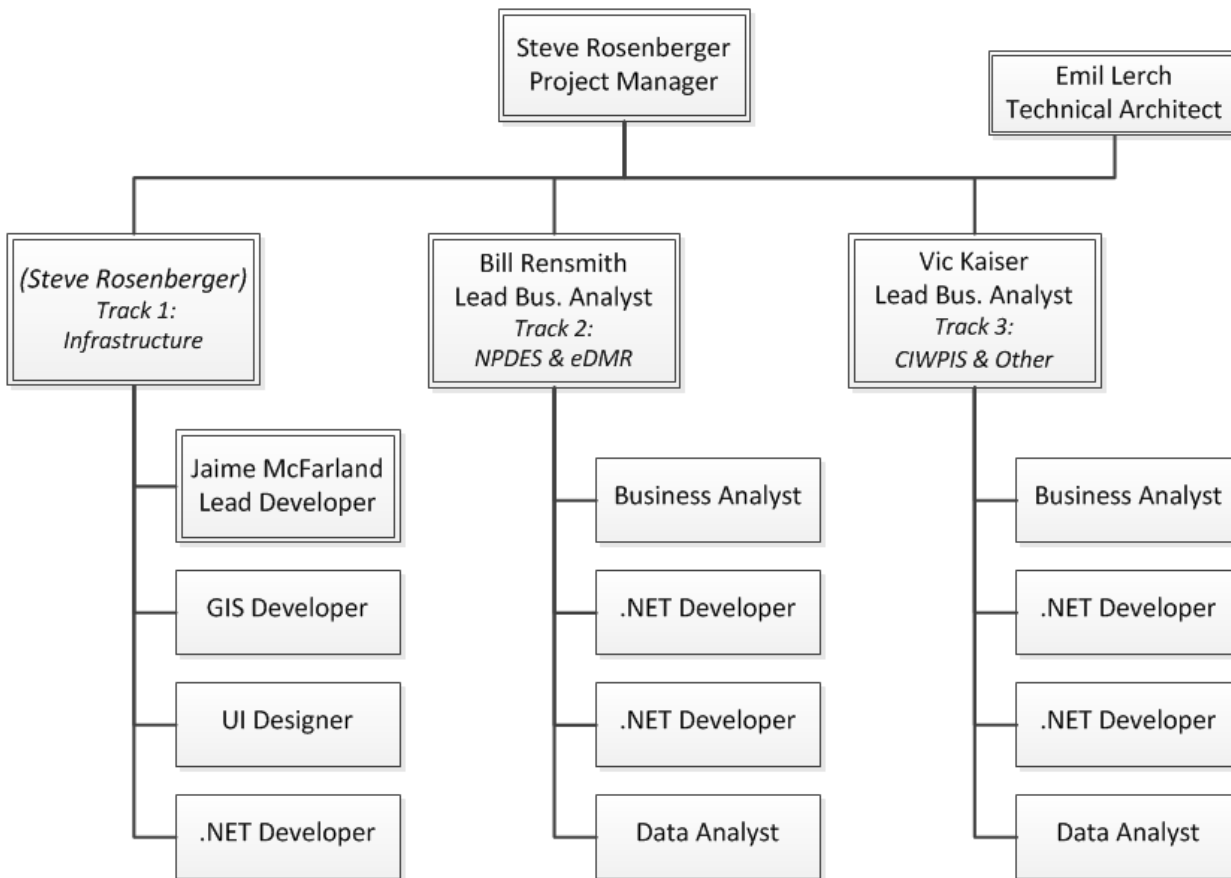 Steve Rosenberger
Project Manager
Emil Lerch
Technical Architect
(Steve Rosenberger)
Track 1:
Infrastructure
Bill Rensmith
Lead Bus. Analyst
Track 2:
NPDES & eDMR
Vic Kaiser
Lead Bus. Analyst
Track 3:
CIWPIS & Other
Jaime McFarland
Lead Developer
GIS Developer
UI Designer
.NET Developer
Business Analyst
.NET Developer
.NET Developer
Data Analyst
Business Analyst
.NET Developer
.NET Developer
Data Analyst